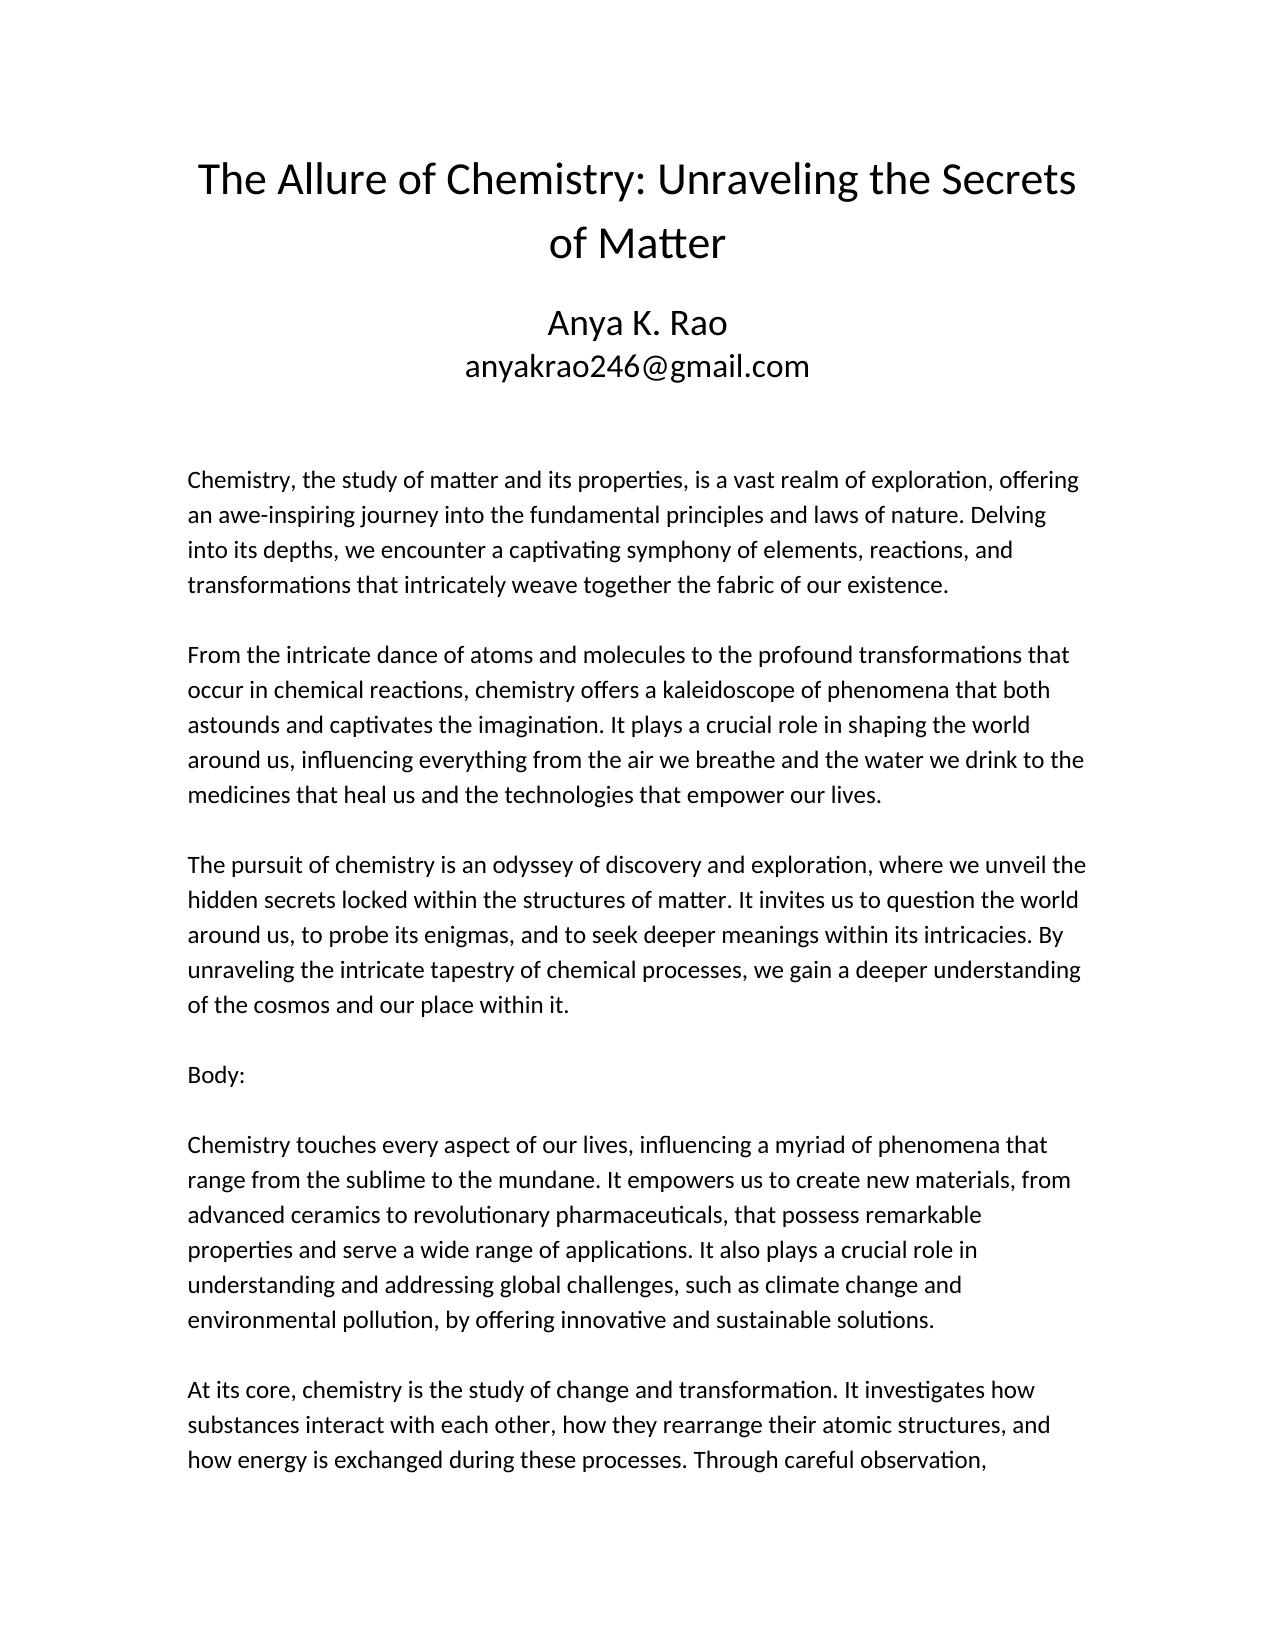 The Allure of Chemistry: Unraveling the Secrets
of Matter
Anya K. Rao
anyakrao246@gmail.com
Chemistry, the study of matter and its properties, is a vast realm of exploration, offering
an awe-inspiring journey into the fundamental principles and laws of nature. Delving
into its depths, we encounter a captivating symphony of elements, reactions, and
transformations that intricately weave together the fabric of our existence.
From the intricate dance of atoms and molecules to the profound transformations that
occur in chemical reactions, chemistry offers a kaleidoscope of phenomena that both
astounds and captivates the imagination. It plays a crucial role in shaping the world
around us, influencing everything from the air we breathe and the water we drink to the
medicines that heal us and the technologies that empower our lives.
The pursuit of chemistry is an odyssey of discovery and exploration, where we unveil the
hidden secrets locked within the structures of matter. It invites us to question the world
around us, to probe its enigmas, and to seek deeper meanings within its intricacies. By
unraveling the intricate tapestry of chemical processes, we gain a deeper understanding
of the cosmos and our place within it.
Body:
Chemistry touches every aspect of our lives, influencing a myriad of phenomena that
range from the sublime to the mundane. It empowers us to create new materials, from
advanced ceramics to revolutionary pharmaceuticals, that possess remarkable
properties and serve a wide range of applications. It also plays a crucial role in
understanding and addressing global challenges, such as climate change and
environmental pollution, by offering innovative and sustainable solutions.
At its core, chemistry is the study of change and transformation. It investigates how
substances interact with each other, how they rearrange their atomic structures, and
how energy is exchanged during these processes. Through careful observation,